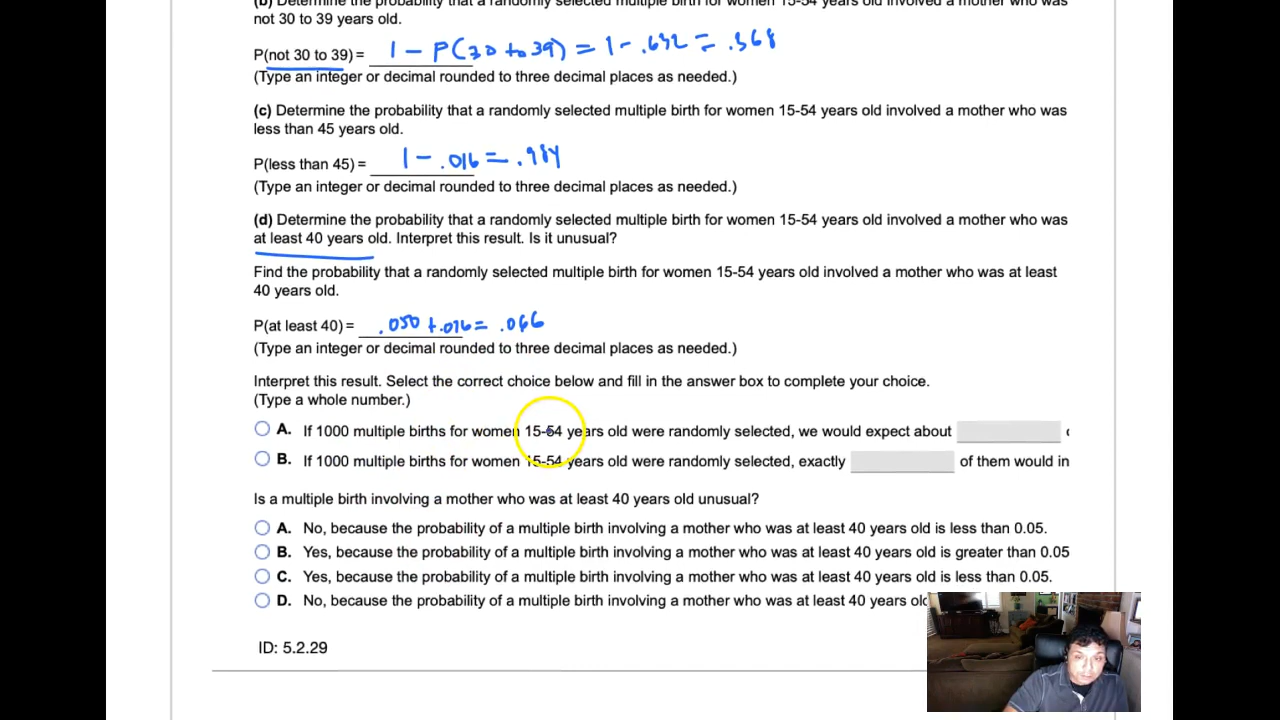 (b) Determine the probability that a randomly selected multiple birth for women 15-54 years old involved a mother who was
not 30 to 39 years old.
P(not 30 to 39) = 1 - P(30 to 39) = 1 - .632 = .368
(Type an integer or decimal rounded to three decimal places as needed.)
(c) Determine the probability that a randomly selected multiple birth for women 15-54 years old involved a mother who was
less than 45 years old.
P(less than 45) = 1 - .016 = .984
(Type an integer or decimal rounded to three decimal places as needed.)
(d) Determine the probability that a randomly selected multiple birth for women 15-54 years old involved a mother who was
at least 40 years old. Interpret this result. Is it unusual?
Find the probability that a randomly selected multiple birth for women 15-54 years old involved a mother who was at least
40 years old.
P(at least 40) = .050 + .016 = .066
(Type an integer or decimal rounded to three decimal places as needed.)
Interpret this result. Select the correct choice below and fill in the answer box to complete your choice.
(Type a whole number.)
A. If 1000 multiple births for women 15-54 years old were randomly selected, we would expect about
B. If 1000 multiple births for women 15-54 years old were randomly selected, exactly of them would in
Is a multiple birth involving a mother who was at least 40 years old unusual?
A. No, because the probability of a multiple birth involving a mother who was at least 40 years old is less than 0.05.
B. Yes, because the probability of a multiple birth involving a mother who was at least 40 years old is greater than 0.05
C. Yes, because the probability of a multiple birth involving a mother who was at least 40 years old is less than 0.05.
D. No, because the probability of a multiple birth involving a mother who was at least 40 years old
ID: 5.2.29